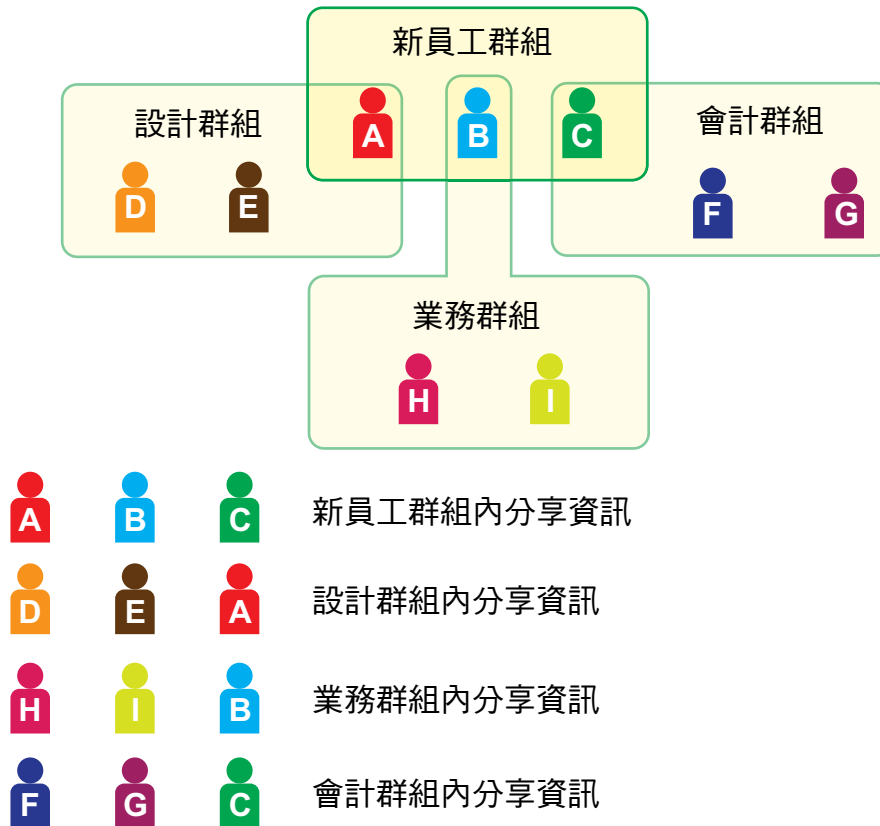 新員工群組
設計群組
A
B
C
會計群組
D
E
F
G
業務群組
H
I
A B C 新員工群組內分享資訊
D E A 設計群組內分享資訊
H I B 業務群組內分享資訊
F G C 會計群組內分享資訊